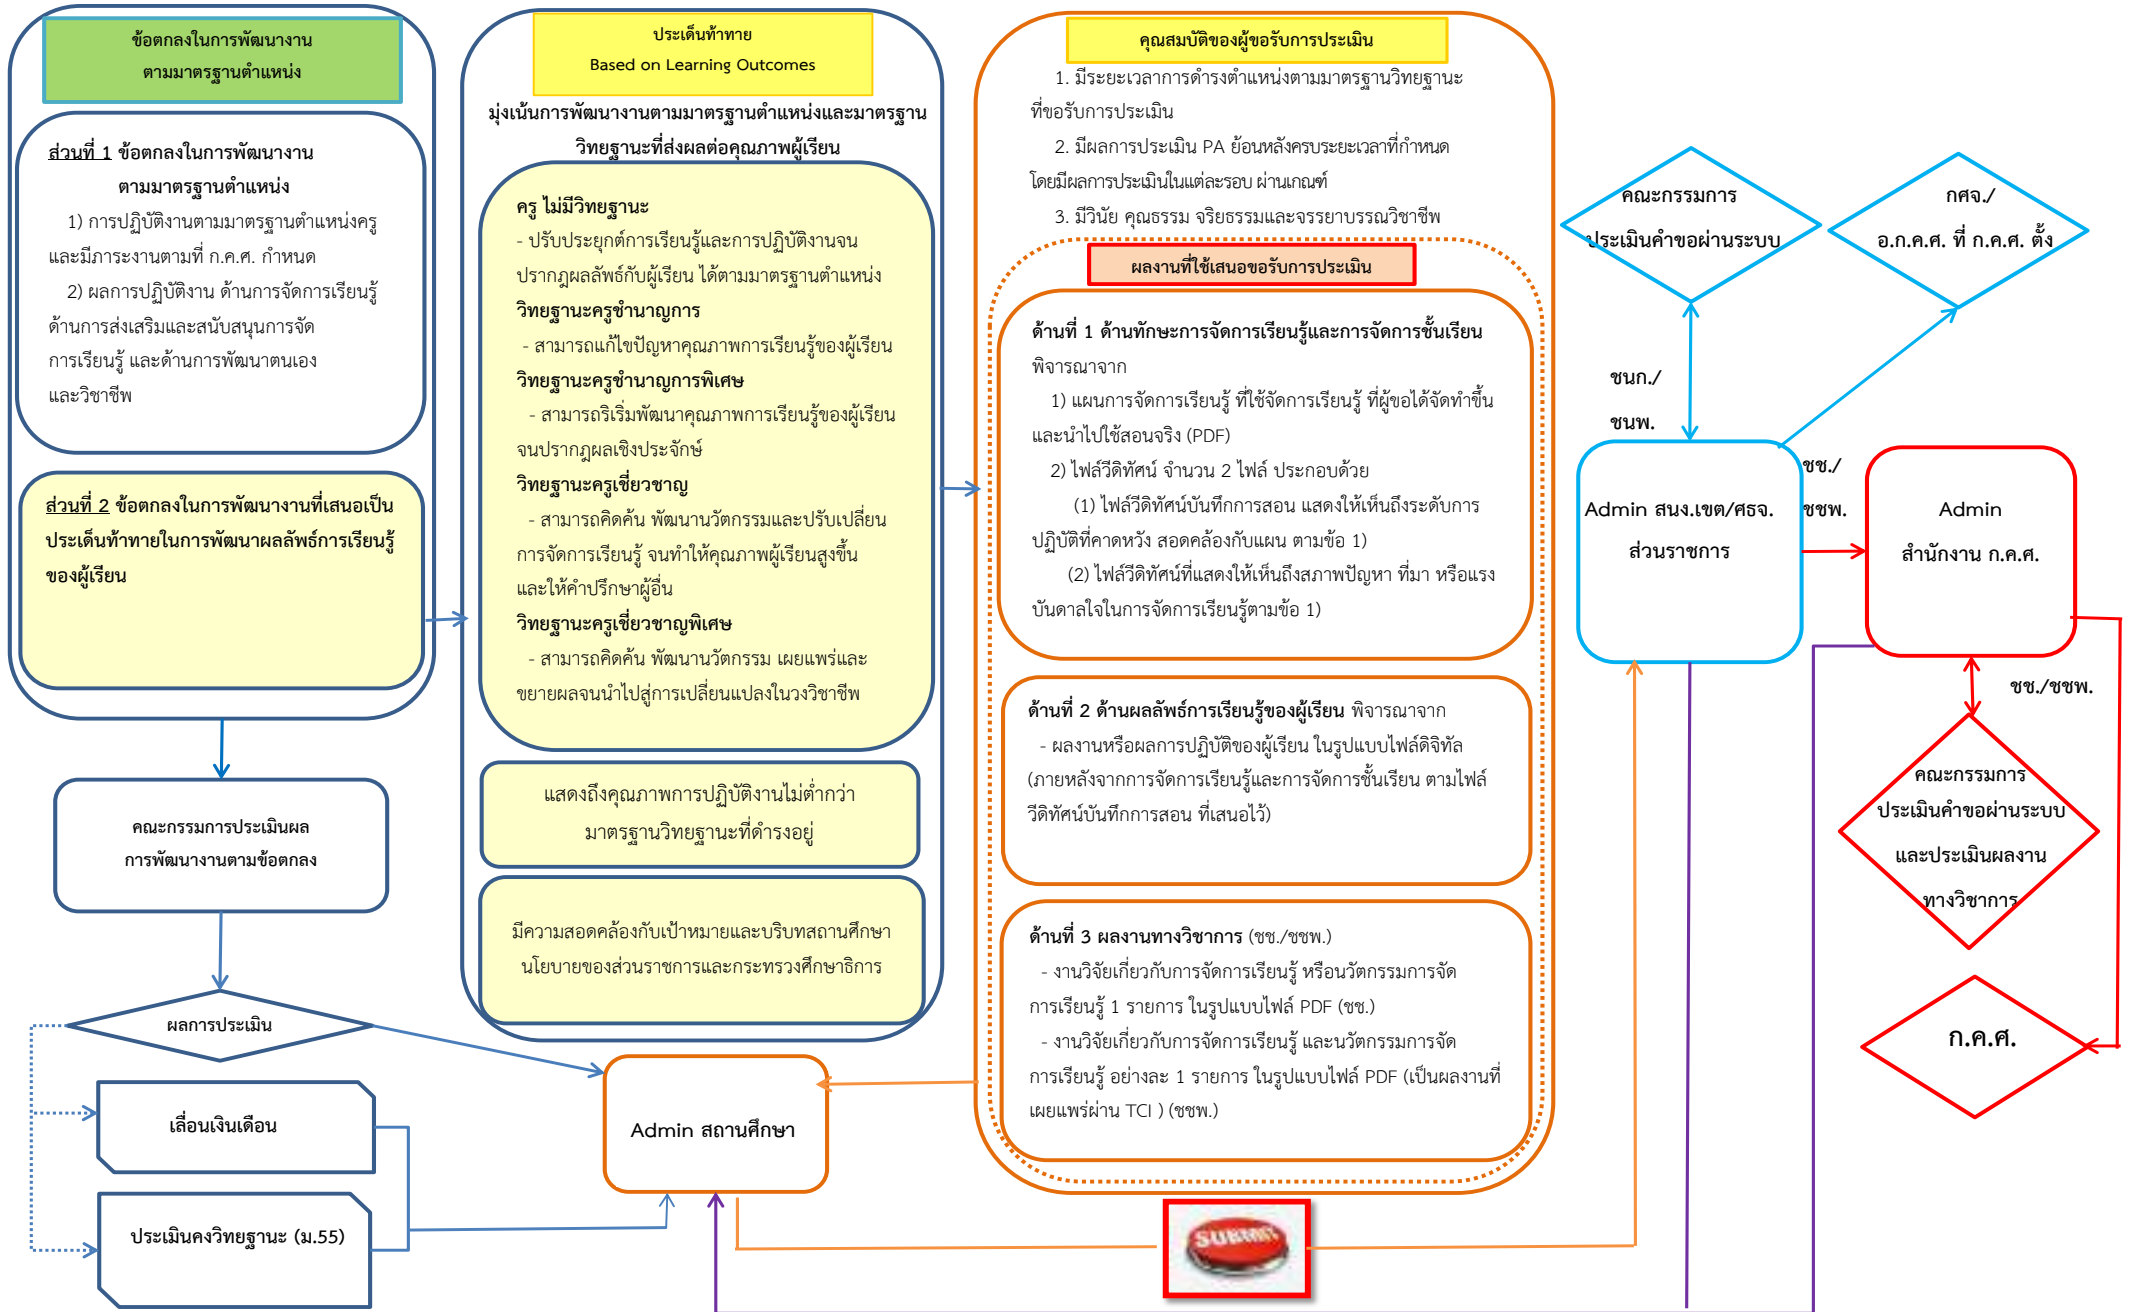 ข้อตกลงในการพัฒนางาน
ตามมาตรฐานตำแหน่ง
ส่วนที่ 1 ข้อตกลงในการพัฒนางาน
ตามมาตรฐานตำแหน่ง
1) การปฏิบัติงานตามมาตรฐานตำแหน่งครู
และมีภาระงานตามที่ ก.ค.ศ. กำหนด
2) ผลการปฏิบัติงาน ด้านการจัดการเรียนรู้
ด้านการส่งเสริมและสนับสนุนการจัด
การเรียนรู้ และด้านการพัฒนาตนเอง
และวิชาชีพ
ส่วนที่ 2 ข้อตกลงในการพัฒนางานที่เสนอเป็น
ประเด็นท้าทายในการพัฒนาผลลัพธ์การเรียนรู้
ของผู้เรียน
คณะกรรมการประเมินผล
การพัฒนางานตามข้อตกลง
ผลการประเมิน
เลื่อนเงินเดือน
ประเมินคงวิทยฐานะ (ม.55)
ประเด็นท้าทาย
Based on Learning Outcomes
มุ่งเน้นการพัฒนางานตามมาตรฐานตำแหน่งและมาตรฐาน
วิทยฐานะที่ส่งผลต่อคุณภาพผู้เรียน
ครู ไม่มีวิทยฐานะ
- ปรับประยุกต์การเรียนรู้และการปฏิบัติงานจน
ปรากฏผลลัพธ์กับผู้เรียน ได้ตามมาตรฐานตำแหน่ง
วิทยฐานะครูชำนาญการ
- สามารถแก้ไขปัญหาคุณภาพการเรียนรู้ของผู้เรียน
วิทยฐานะครูชำนาญการพิเศษ
- สามารถริเริ่มพัฒนาคุณภาพการเรียนรู้ของผู้เรียน
จนปรากฏผลเชิงประจักษ์
วิทยฐานะครูเชี่ยวชาญ
- สามารถคิดค้น พัฒนานวัตกรรมและปรับเปลี่ยน
การจัดการเรียนรู้ จนทำให้คุณภาพผู้เรียนสูงขึ้น
และให้คำปรึกษาผู้อื่น
วิทยฐานะครูเชี่ยวชาญพิเศษ
- สามารถคิดค้น พัฒนานวัตกรรม เผยแพร่และ
ขยายผลจนนำไปสู่การเปลี่ยนแปลงในวงวิชาชีพ
แสดงถึงคุณภาพการปฏิบัติงานไม่ต่ำกว่า
มาตรฐานวิทยฐานะที่ดำรงอยู่
มีความสอดคล้องกับเป้าหมายและบริบทสถานศึกษา
นโยบายของส่วนราชการและกระทรวงศึกษาธิการ
Admin สถานศึกษา
คุณสมบัติของผู้ขอรับการประเมิน
1. มีระยะเวลาการดำรงตำแหน่งตามมาตรฐานวิทยฐานะ
ที่ขอรับการประเมิน
2. มีผลการประเมิน PA ย้อนหลังครบระยะเวลาที่กำหนด
โดยมีผลการประเมินในแต่ละรอบ ผ่านเกณฑ์
3. มีวินัย คุณธรรม จริยธรรมและจรรยาบรรณวิชาชีพ
ผลงานที่ใช้เสนอขอรับการประเมิน
ด้านที่ 1 ด้านทักษะการจัดการเรียนรู้และการจัดการชั้นเรียน
พิจารณาจาก
1) แผนการจัดการเรียนรู้ ที่ใช้จัดการเรียนรู้ ที่ผู้ขอได้จัดทำขึ้น
และนำไปใช้สอนจริง (PDF)
2) ไฟล์วีดิทัศน์ จำนวน 2 ไฟล์ ประกอบด้วย
(1) ไฟล์วีดิทัศน์บันทึกการสอน แสดงให้เห็นถึงระดับการ
ปฏิบัติที่คาดหวัง สอดคล้องกับแผน ตามข้อ 1)
(2) ไฟล์วีดิทัศน์ที่แสดงให้เห็นถึงสภาพปัญหา ที่มา หรือแรง
บันดาลใจในการจัดการเรียนรู้ตามข้อ 1)
ด้านที่ 2 ด้านผลลัพธ์การเรียนรู้ของผู้เรียน พิจารณาจาก
- ผลงานหรือผลการปฏิบัติของผู้เรียน ในรูปแบบไฟล์ดิจิทัล
(ภายหลังจากการจัดการเรียนรู้และการจัดการชั้นเรียน ตามไฟล์
วีดิทัศน์บันทึกการสอน ที่เสนอไว้)
ด้านที่ 3 ผลงานทางวิชาการ (ชช./ชชพ.)
- งานวิจัยเกี่ยวกับการจัดการเรียนรู้ หรือนวัตกรรมการจัด
การเรียนรู้ 1 รายการ ในรูปแบบไฟล์ PDF (ชช.)
- งานวิจัยเกี่ยวกับการจัดการเรียนรู้ และนวัตกรรมการจัด
การเรียนรู้ อย่างละ 1 รายการ ในรูปแบบไฟล์ PDF (เป็นผลงานที่
เผยแพร่ผ่าน TCI ) (ชชพ.)
SUBMIT
คณะกรรมการ
ประเมินคำขอผ่านระบบ
กศจ./
อ.ก.ค.ศ. ที่ ก.ค.ศ. ตั้ง
ชนก./
ชนพ.
Admin สนง.เขต/ศธจ.
ส่วนราชการ
ชช./
ชชพ.
Admin
สำนักงาน ก.ค.ศ.
ชช./ชชพ.
คณะกรรมการ
ประเมินคำขอผ่านระบบ
และประเมินผลงาน
ทางวิชาการ
ก.ค.ศ.